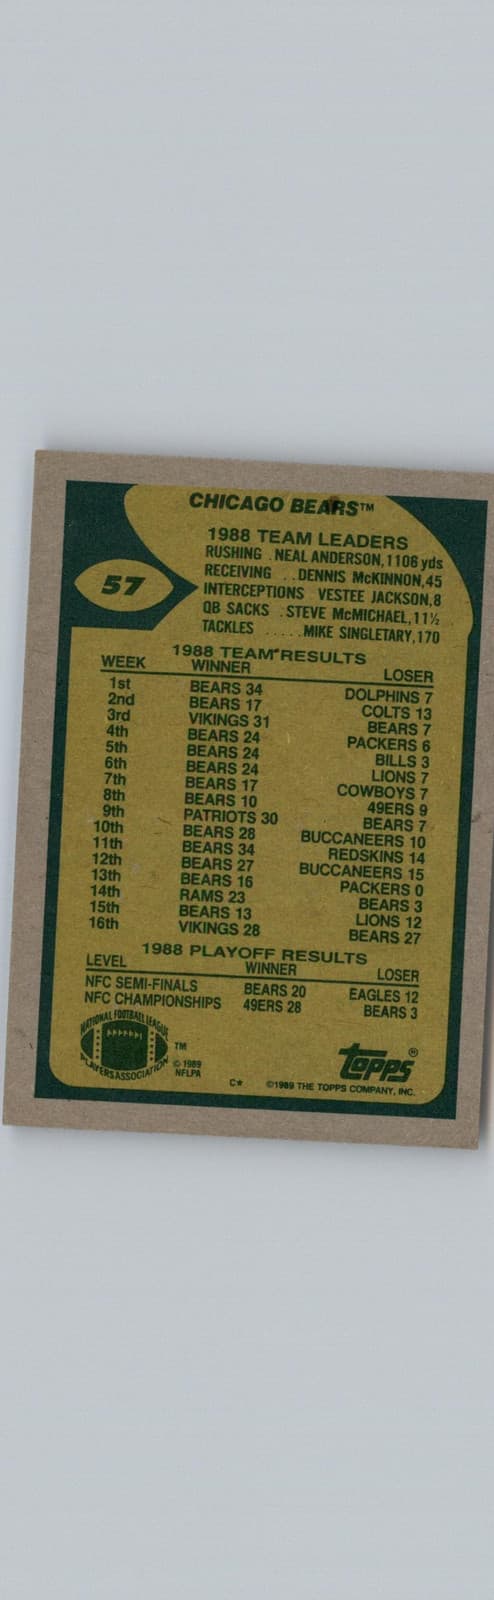 CHICAGO BEARS™
57
1988 TEAM LEADERS
RUSHING . NEAL ANDERSON, 1106 yds
RECEIVING ... DENNIS McKINNON, 45
INTERCEPTIONS VESTEE JACKSON, 8
QB SACKS . STEVE McMICHAEL, 11½
TACKLES ..... MIKE SINGLETARY, 170
1988 TEAM RESULTS
WEEK WINNER LOSER
1st BEARS 34 DOLPHINS 7
2nd BEARS 17 COLTS 13
3rd VIKINGS 31 BEARS 7
4th BEARS 24 PACKERS 6
5th BEARS 24 BILLS 3
6th BEARS 24 LIONS 7
7th BEARS 17 COWBOYS 7
8th BEARS 10 49ERS 9
9th PATRIOTS 30 BEARS 7
10th BEARS 28 BUCCANEERS 10
11th BEARS 34 REDSKINS 14
12th BEARS 27 BUCCANEERS 15
13th BEARS 16 PACKERS 0
14th RAMS 23 BEARS 3
15th BEARS 13 LIONS 12
16th VIKINGS 28 BEARS 27
1988 PLAYOFF RESULTS
LEVEL WINNER LOSER
NFC SEMI-FINALS BEARS 20 EAGLES 12
NFC CHAMPIONSHIPS 49ERS 28 BEARS 3
NATIONAL FOOTBALL LEAGUE
PLAYERS ASSOCIATION
™
© 1989
NFLPA
topps®
C* ©1989 THE TOPPS COMPANY, INC.